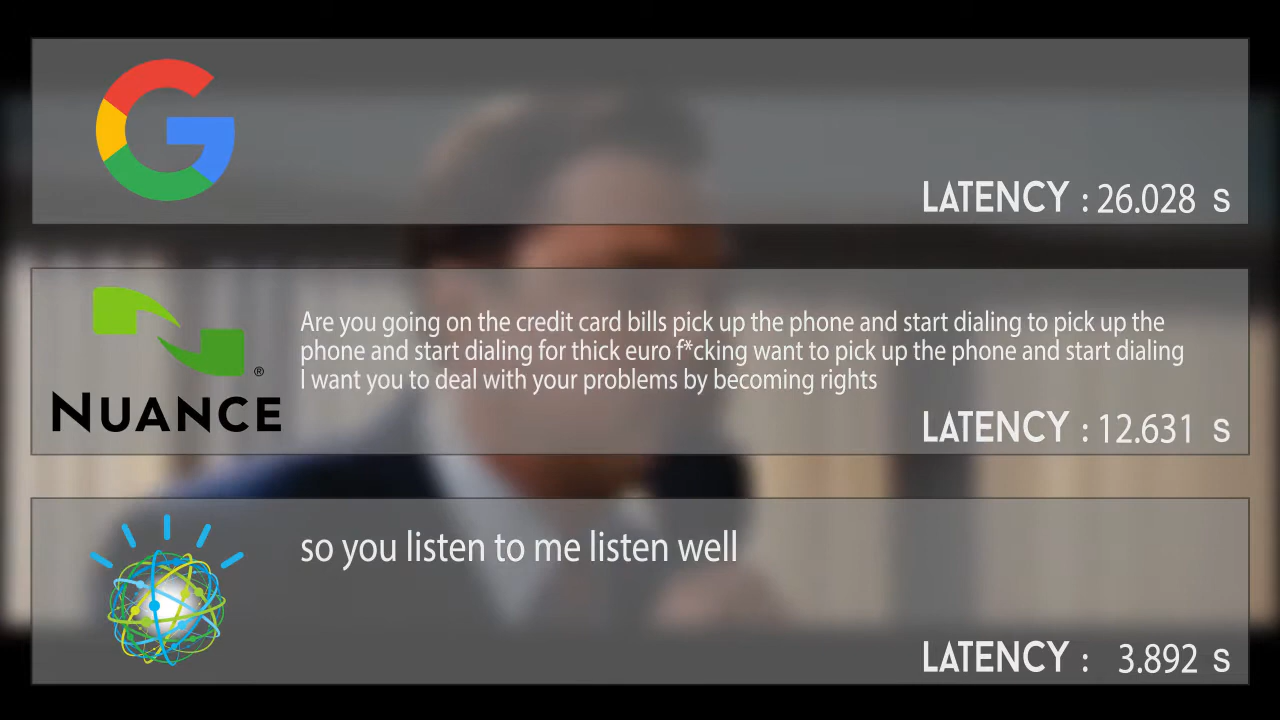 LATENCY : 26.028 s
Are you going on the credit card bills pick up the phone and start dialing to pick up the
phone and start dialing for thick euro f*cking want to pick up the phone and start dialing
I want you to deal with your problems by becoming rights
NUANCE
®
LATENCY : 12.631 s
so you listen to me listen well
LATENCY : 3.892 s